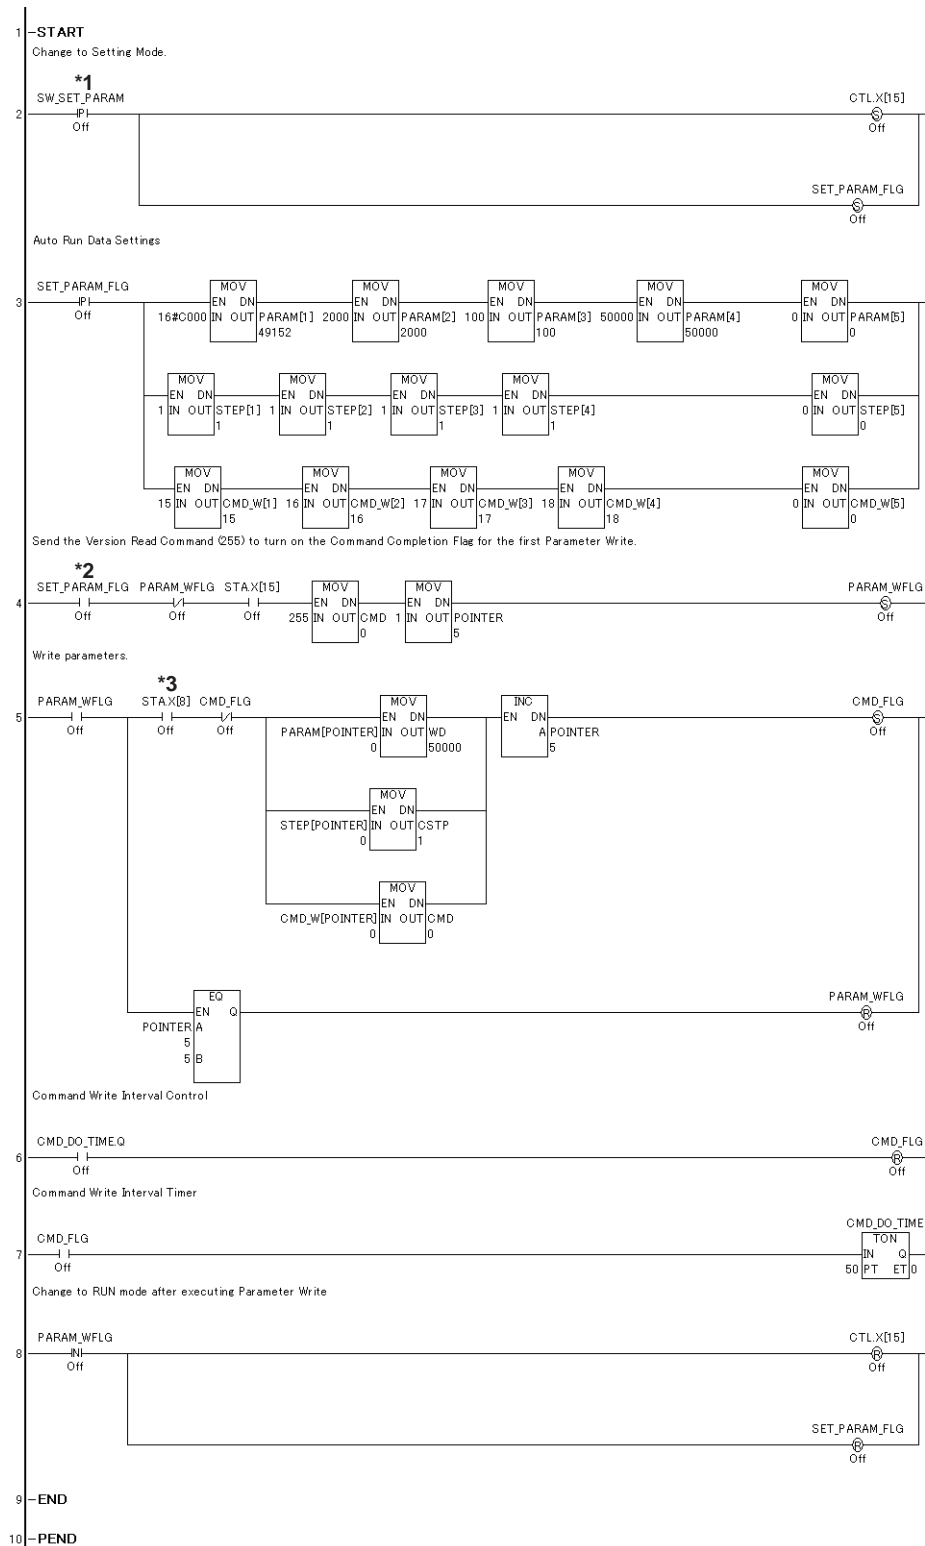 1 START
Change to Setting Mode.
*1
SW_SET_PARAM CTL.X[15]
2 P S
Off Off
SET_PARAM_FLG
S
Off
Auto Run Data Settings
SET_PARAM_FLG MOV MOV MOV MOV MOV
3 P EN DN EN DN EN DN EN DN EN DN
Off 16#C000 IN OUT PARAM[1] 2000 IN OUT PARAM[2] 100 IN OUT PARAM[3] 50000 IN OUT PARAM[4] 0 IN OUT PARAM[5]
49152 2000 100 50000 0
MOV MOV MOV MOV MOV
EN DN EN DN EN DN EN DN EN DN
1 IN OUT STEP[1] 1 IN OUT STEP[2] 1 IN OUT STEP[3] 1 IN OUT STEP[4] 0 IN OUT STEP[5]
1 1 1 1 0
MOV MOV MOV MOV MOV
EN DN EN DN EN DN EN DN EN DN
15 IN OUT CMD_W[1] 16 IN OUT CMD_W[2] 17 IN OUT CMD_W[3] 18 IN OUT CMD_W[4] 0 IN OUT CMD_W[5]
15 16 17 18 0
Send the Version Read Command (255) to turn on the Command Completion Flag for the first Parameter Write.
*2
SET_PARAM_FLG PARAM_WFLG STA.X[15] MOV MOV PARAM_WFLG
4 EN DN EN DN S
Off Off Off 255 IN OUT CMD 1 IN OUT POINTER Off
0 5
Write parameters.
*3
PARAM_WFLG STA.X[8] CMD_FLG MOV INC CMD_FLG
5 EN DN EN DN S
Off Off Off PARAM[POINTER] IN OUT WD A POINTER Off
0 50000 5
MOV
EN DN
STEP[POINTER] IN OUT CSTP
0 1
MOV
EN DN
CMD_W[POINTER] IN OUT CMD
0 0
EQ PARAM_WFLG
EN Q R
POINTER A Off
5
5 B
Command Write Interval Control
CMD_DO_TIME.Q CMD_FLG
6 R
Off Off
Command Write Interval Timer
CMD_DO_TIME
CMD_FLG TON
7 IN Q
Off 50 PT ET 0
Change to RUN mode after executing Parameter Write
PARAM_WFLG CTL.X[15]
8 N R
Off Off
SET_PARAM_FLG
R
Off
9 END
10 PEND